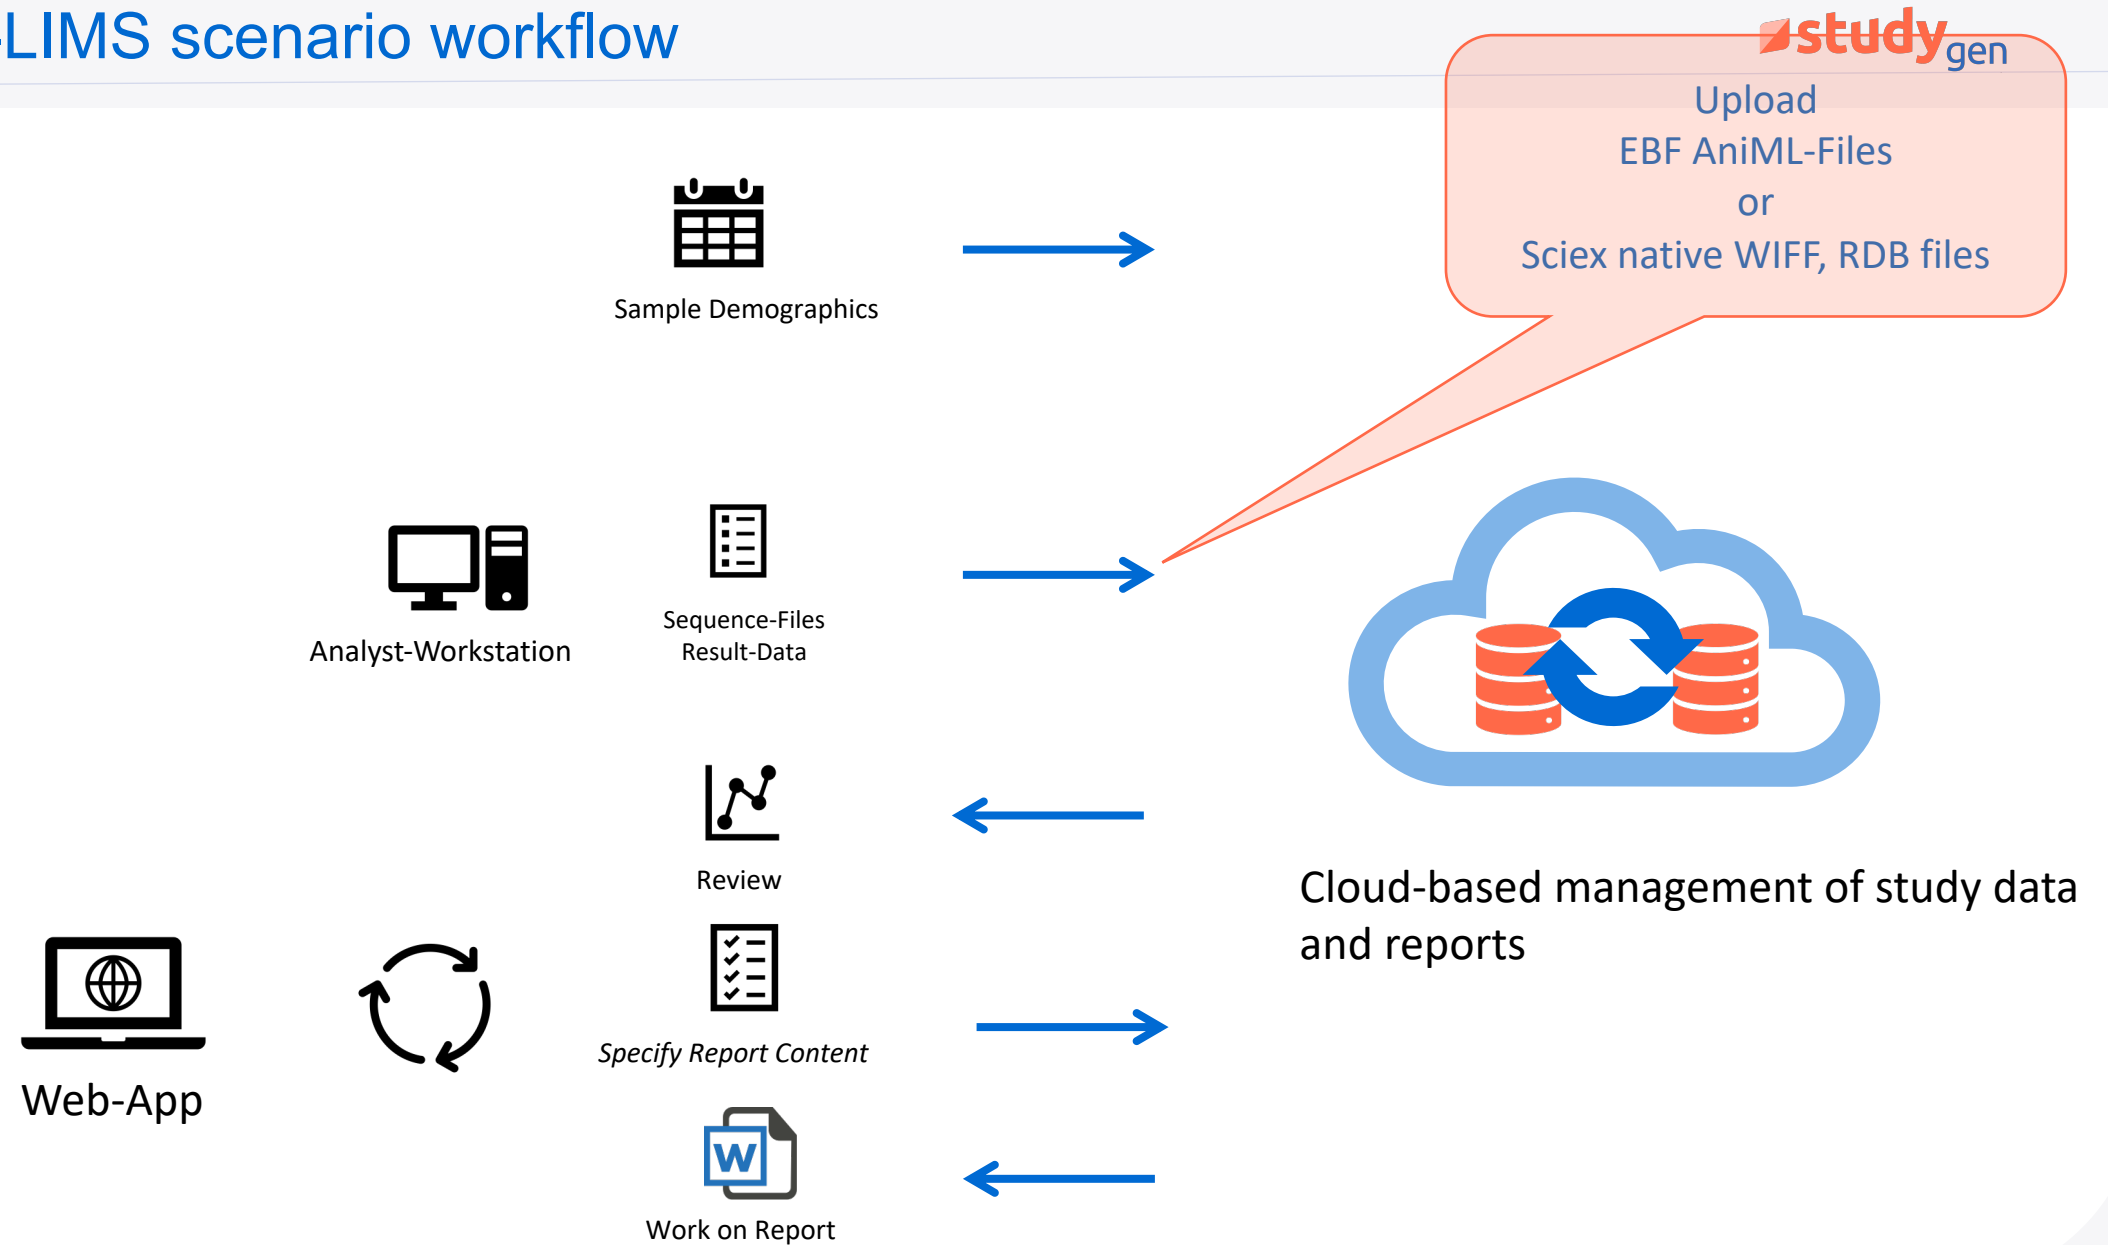 -LIMS scenario workflow
studygen
Upload
EBF AniML-Files
or
Sciex native WIFF, RDB files
Sample Demographics
Analyst-Workstation
Sequence-Files
Result-Data
Review
Cloud-based management of study data
and reports
Specify Report Content
Web-App
W
Work on Report